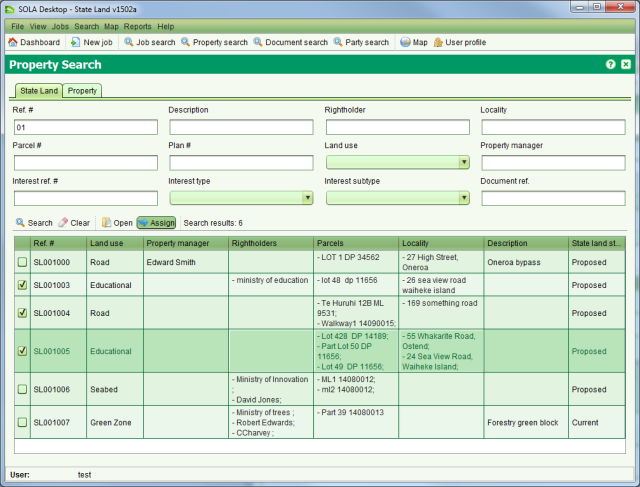 SOLA Desktop - State Land v1502a
File View Jobs Search Map Reports Help
Dashboard New job Job search Property search Document search Party search Map User profile
Property Search
State Land Property
Ref. # Description Rightholder Locality
01
Parcel # Plan # Land use Property manager
Interest ref. # Interest type Interest subtype Document ref.
Search Clear Open Assign Search results: 6
Ref. # Land use Property manager Rightholders Parcels Locality Description State land st...
SL001000 Road Edward Smith - LOT 1 DP 34562 - 27 High Street, Oneroa bypass Proposed
Oneroa
SL001003 Educational - ministry of education - lot 48 dp 11656 - 26 sea view road Proposed
waiheke island
SL001004 Road - Te Huruhi 12B ML - 169 something road Proposed
9531;
- Walkway1 14090015;
SL001005 Educational - Lot 428 DP 14189; - 55 Whakarite Road, Proposed
- Part Lot 50 DP Ostend;
11656; - 24 Sea View Road,
- Lot 49 DP 11656; Waiheke Island;
SL001006 Seabed - Ministry of Innovation - ML1 14080012; Proposed
; - ml2 14080012;
- David Jones;
SL001007 Green Zone - Ministry of trees ; - Part 39 14080013 Forestry green block Current
- Robert Edwards;
- CCharvey ;
User: test